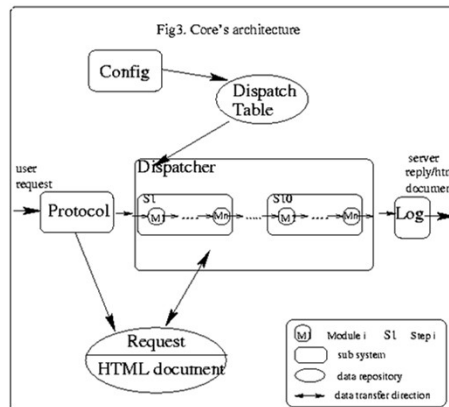 Fig3. Core's architecture
Config
Dispatch
Table
user
request
Protocol
Dispatcher
S1
M1 ..... Mn
.....
S10
M1 ..... Mn
server
reply/htm
document
Log
Request
HTML document
M1 Module i S1 Step i
sub system
data repository
data transfer direction